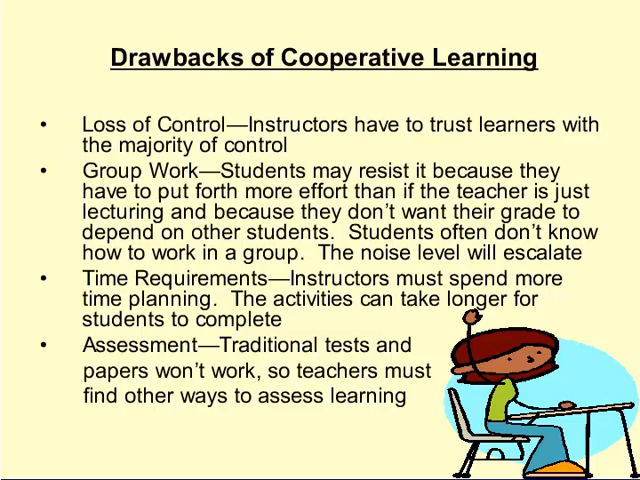 Drawbacks of Cooperative Learning
• Loss of Control—Instructors have to trust learners with
the majority of control
• Group Work—Students may resist it because they
have to put forth more effort than if the teacher is just
lecturing and because they don’t want their grade to
depend on other students.  Students often don’t know
how to work in a group.  The noise level will escalate
• Time Requirements—Instructors must spend more
time planning.  The activities can take longer for
students to complete
• Assessment—Traditional tests and
papers won’t work, so teachers must
find other ways to assess learning